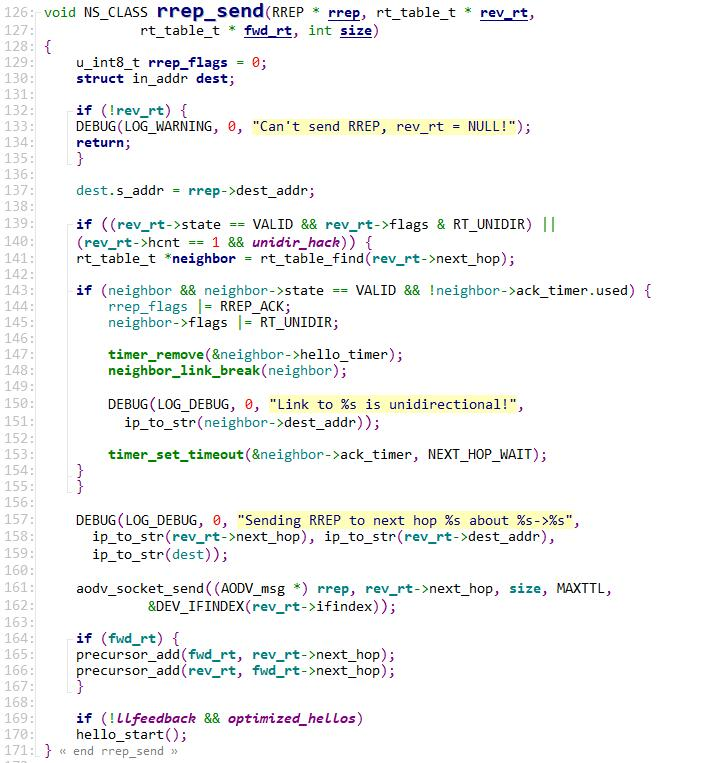 126: void NS_CLASS rrep_send(RREP * rrep, rt_table_t * rev_rt,
127: rt_table_t * fwd_rt, int size)
128: {
129: u_int8_t rrep_flags = 0;
130: struct in_addr dest;
131:
132: if (!rev_rt) {
133: DEBUG(LOG_WARNING, 0, "Can't send RREP, rev_rt = NULL!");
134: return;
135: }
136:
137: dest.s_addr = rrep->dest_addr;
138:
139: if ((rev_rt->state == VALID && rev_rt->flags & RT_UNIDIR) ||
140: (rev_rt->hcnt == 1 && unidir_hack)) {
141: rt_table_t *neighbor = rt_table_find(rev_rt->next_hop);
142:
143: if (neighbor && neighbor->state == VALID && !neighbor->ack_timer.used) {
144: rrep_flags |= RREP_ACK;
145: neighbor->flags |= RT_UNIDIR;
146:
147: timer_remove(&neighbor->hello_timer);
148: neighbor_link_break(neighbor);
149:
150: DEBUG(LOG_DEBUG, 0, "Link to %s is unidirectional!",
151: ip_to_str(neighbor->dest_addr));
152:
153: timer_set_timeout(&neighbor->ack_timer, NEXT_HOP_WAIT);
154: }
155: }
156:
157: DEBUG(LOG_DEBUG, 0, "Sending RREP to next hop %s about %s->%s",
158: ip_to_str(rev_rt->next_hop), ip_to_str(rev_rt->dest_addr),
159: ip_to_str(dest));
160:
161: aodv_socket_send((AODV_msg *) rrep, rev_rt->next_hop, size, MAXTTL,
162: &DEV_IFINDEX(rev_rt->ifindex));
163:
164: if (fwd_rt) {
165: precursor_add(fwd_rt, rev_rt->next_hop);
166: precursor_add(rev_rt, fwd_rt->next_hop);
167: }
168:
169: if (!llfeedback && optimized_hellos)
170: hello_start();
171: } « end rrep_send »